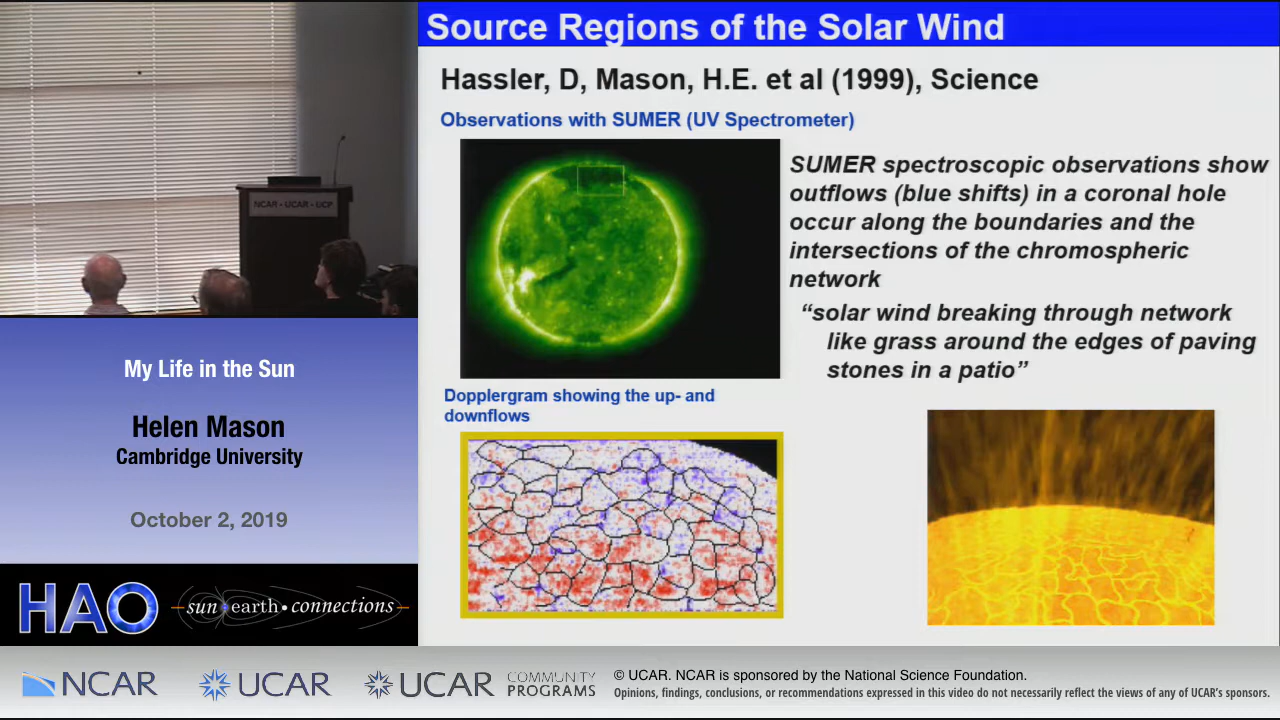 Source Regions of the Solar Wind
Hassler, D, Mason, H.E. et al (1999), Science
Observations with SUMER (UV Spectrometer)
SUMER spectroscopic observations show
outflows (blue shifts) in a coronal hole
occur along the boundaries and the
intersections of the chromospheric
network
“solar wind breaking through network
like grass around the edges of paving
stones in a patio”
Dopplergram showing the up- and
downflows
NCAR • UCAR • UCP
My Life in the Sun
Helen Mason
Cambridge University
October 2, 2019
HAO
sun•earth•connections
NCAR
UCAR
UCAR
COMMUNITY
PROGRAMS
© UCAR. NCAR is sponsored by the National Science Foundation.
Opinions, findings, conclusions, or recommendations expressed in this video do not necessarily reflect the views of any of UCAR's sponsors.